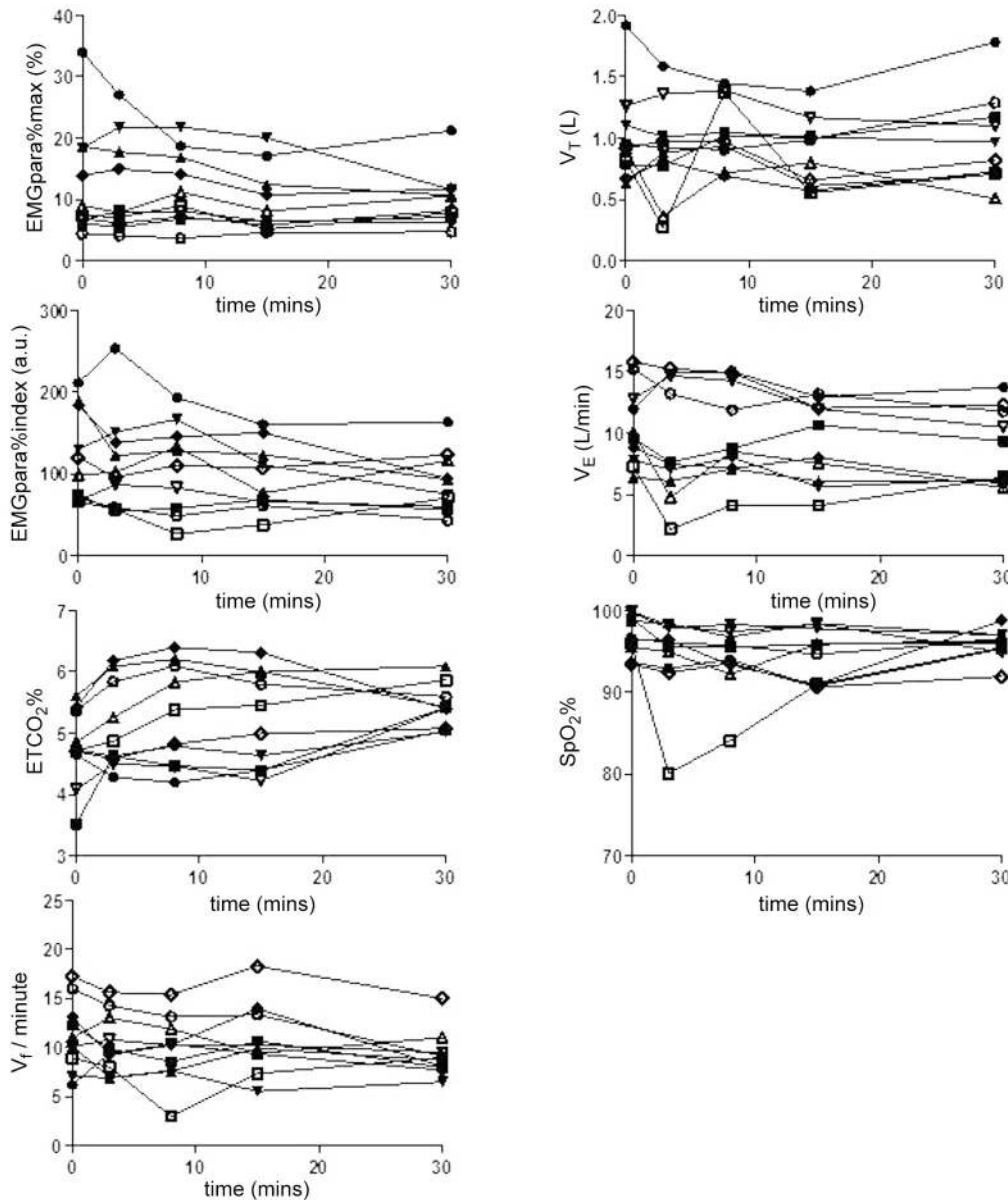 EMGpara%max (%)
40
30
20
10
0
0 10 20 30
time (mins)
V_T (L)
2.0
1.5
1.0
0.5
0.0
0 10 20 30
time (mins)
EMGpara%index (a.u.)
300
200
100
0
0 10 20 30
time (mins)
V_E (L/min)
20
15
10
5
0
0 10 20 30
time (mins)
ETCO₂%
7
6
5
4
3
0 10 20 30
time (mins)
SpO₂%
100
90
80
70
0 10 20 30
time (mins)
V_f / minute
25
20
15
10
5
0
0 10 20 30
time (mins)